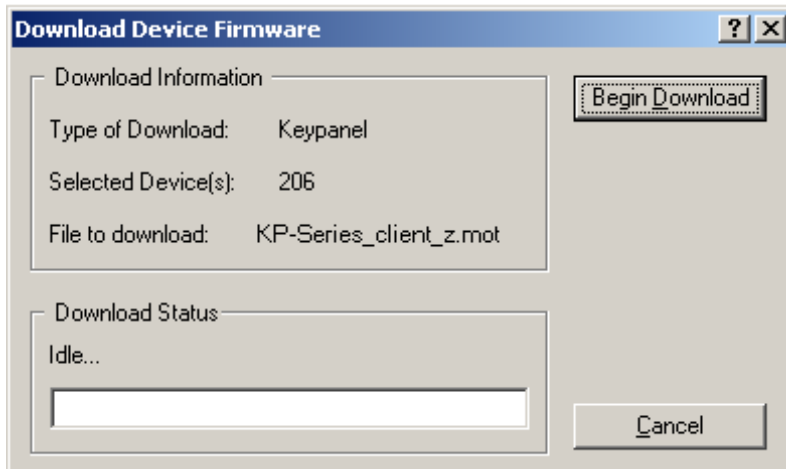 Download Device Firmware
Download Information
Begin Download
Type of Download: Keypanel
Selected Device(s): 206
File to download: KP-Series_client_z.mot
Download Status
Idle...
Cancel